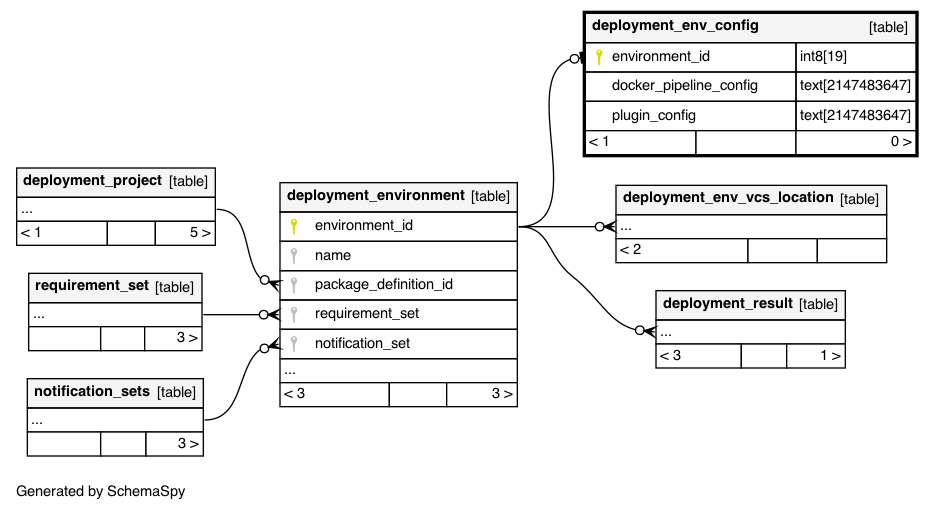 deployment_env_config [table]
environment_id int8[19]
docker_pipeline_config text[2147483647]
plugin_config text[2147483647]
< 1 0 >
deployment_project [table]
...
< 1 5 >
requirement_set [table]
...
3 >
notification_sets [table]
...
3 >
deployment_environment [table]
environment_id
name
package_definition_id
requirement_set
notification_set
...
< 3 3 >
deployment_env_vcs_location [table]
...
< 2
deployment_result [table]
...
< 3 1 >
Generated by SchemaSpy